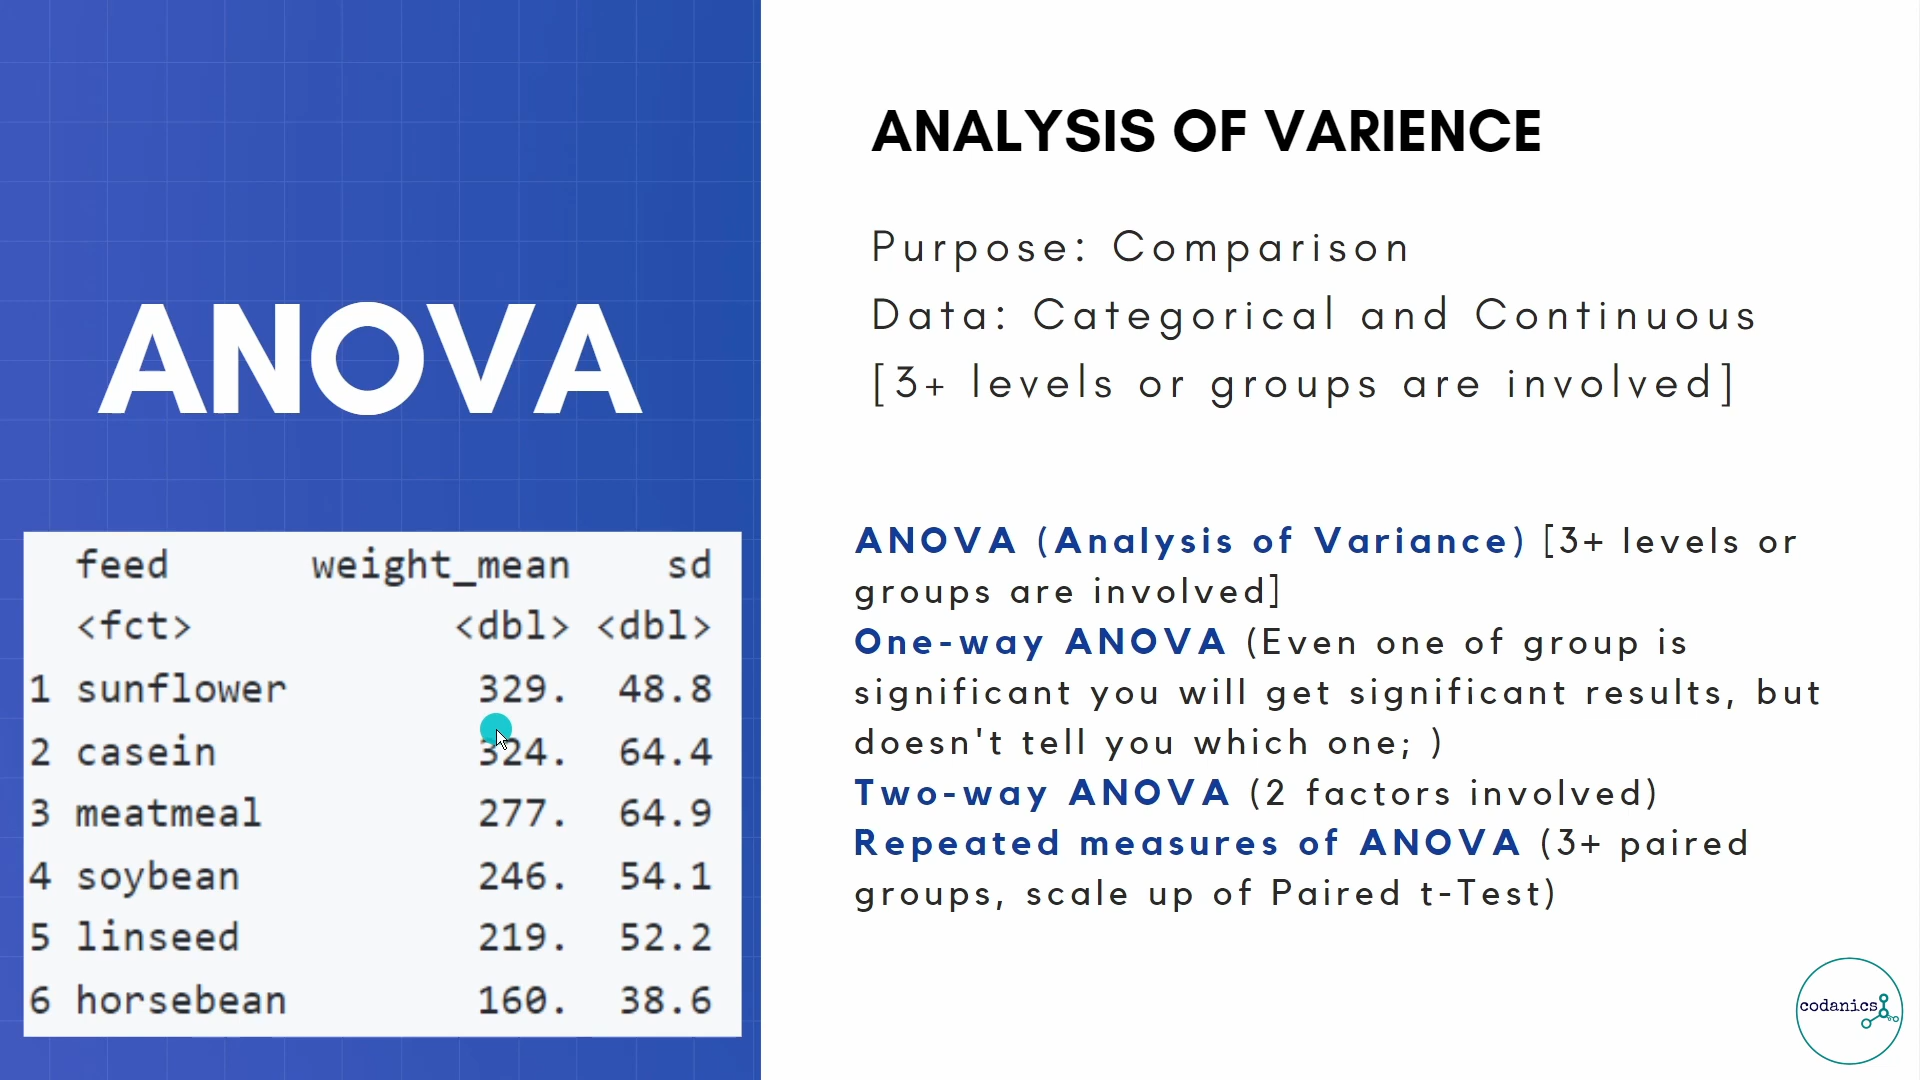 ANOVA
feed weight_mean sd
<fct> <dbl> <dbl>
1 sunflower 329. 48.8
2 casein 324. 64.4
3 meatmeal 277. 64.9
4 soybean 246. 54.1
5 linseed 219. 52.2
6 horsebean 160. 38.6
ANALYSIS OF VARIENCE
Purpose: Comparison
Data: Categorical and Continuous
[3+ levels or groups are involved]
ANOVA (Analysis of Variance) [3+ levels or
groups are involved]
One-way ANOVA (Even one of group is
significant you will get significant results, but
doesn't tell you which one; )
Two-way ANOVA (2 factors involved)
Repeated measures of ANOVA (3+ paired
groups, scale up of Paired t-Test)
codanics